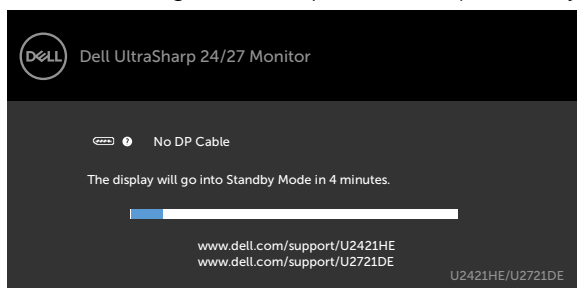 DELL
Dell UltraSharp 24/27 Monitor
? No DP Cable
The display will go into Standby Mode in 4 minutes.
www.dell.com/support/U2421HE
www.dell.com/support/U2721DE
U2421HE/U2721DE